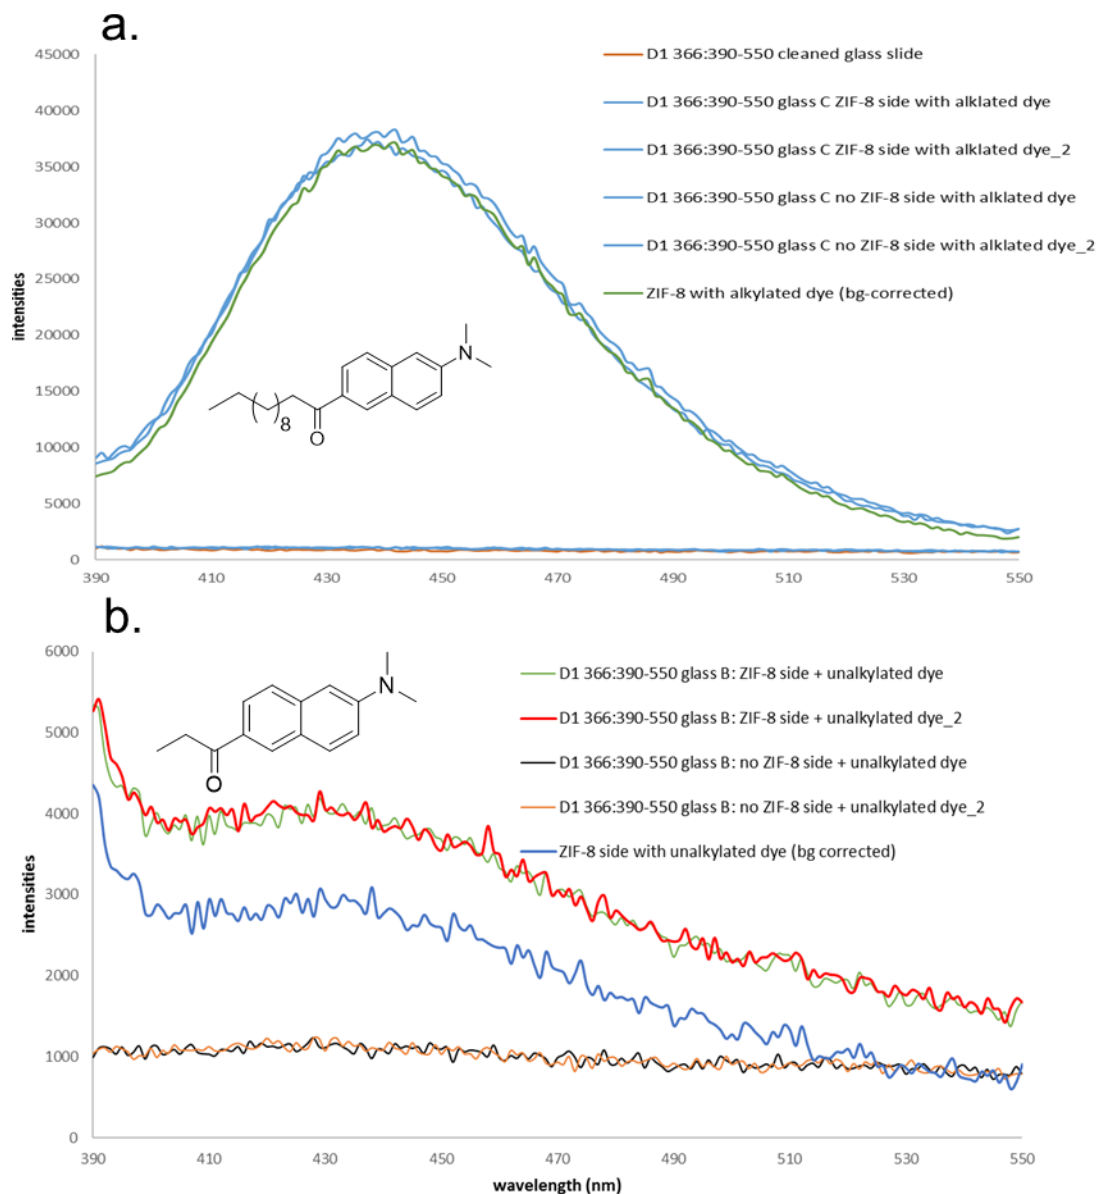 a.
45000
40000
35000
30000
25000
20000
15000
10000
5000
0
intensities
D1 366:390-550 cleaned glass slide
D1 366:390-550 glass C ZIF-8 side with alklated dye
D1 366:390-550 glass C ZIF-8 side with alklated dye_2
D1 366:390-550 glass C no ZIF-8 side with alklated dye
D1 366:390-550 glass C no ZIF-8 side with alklated dye_2
ZIF-8 with alkylated dye (bg-corrected)
N
8
O
390 410 430 450 470 490 510 530 550
b.
6000
5000
4000
3000
2000
1000
0
intensities
N
O
D1 366:390-550 glass B: ZIF-8 side + unalkylated dye
D1 366:390-550 glass B: ZIF-8 side + unalkylated dye_2
D1 366:390-550 glass B: no ZIF-8 side + unalkylated dye
D1 366:390-550 glass B: no ZIF-8 side + unalkylated dye_2
ZIF-8 side with unalkylated dye (bg corrected)
390 410 430 450 470 490 510 530 550
wavelength (nm)